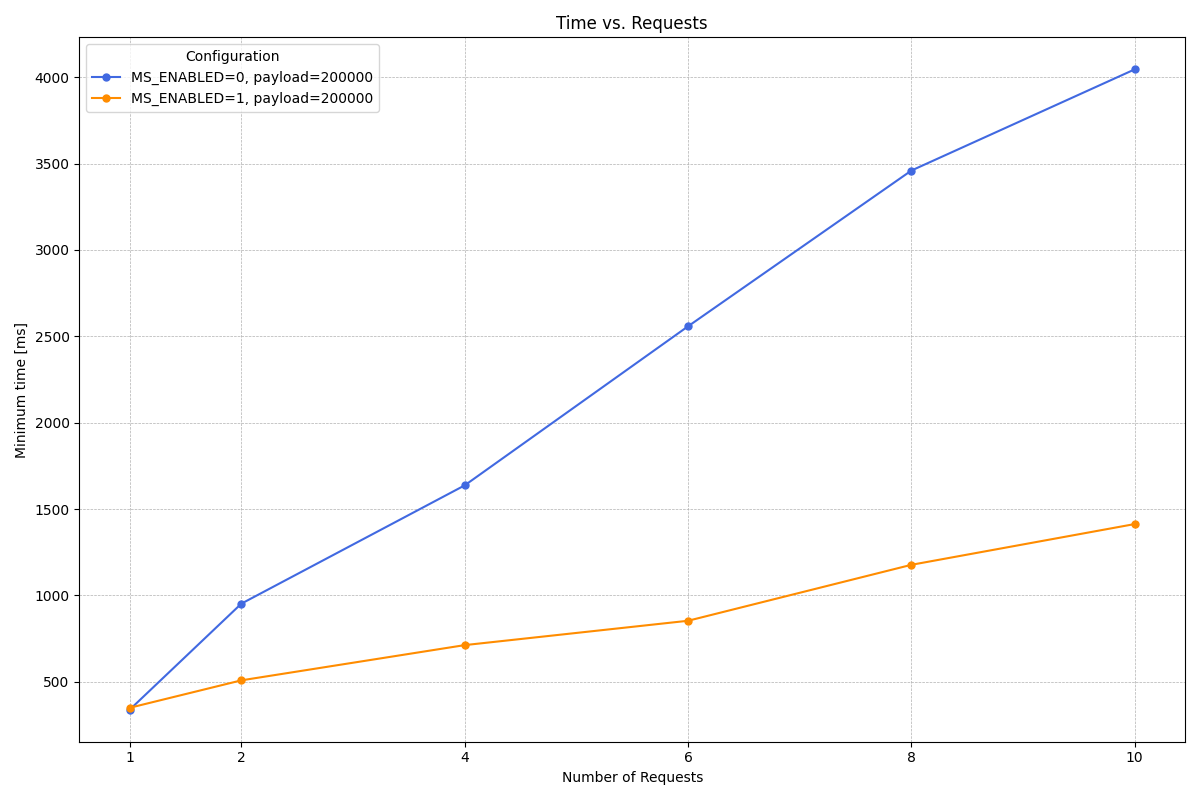 Time vs. Requests
Configuration
MS_ENABLED=0, payload=200000
MS_ENABLED=1, payload=200000
4000
3500
3000
2500
2000
1500
1000
500
Minimum time [ms]
1 2 4 6 8 10
Number of Requests